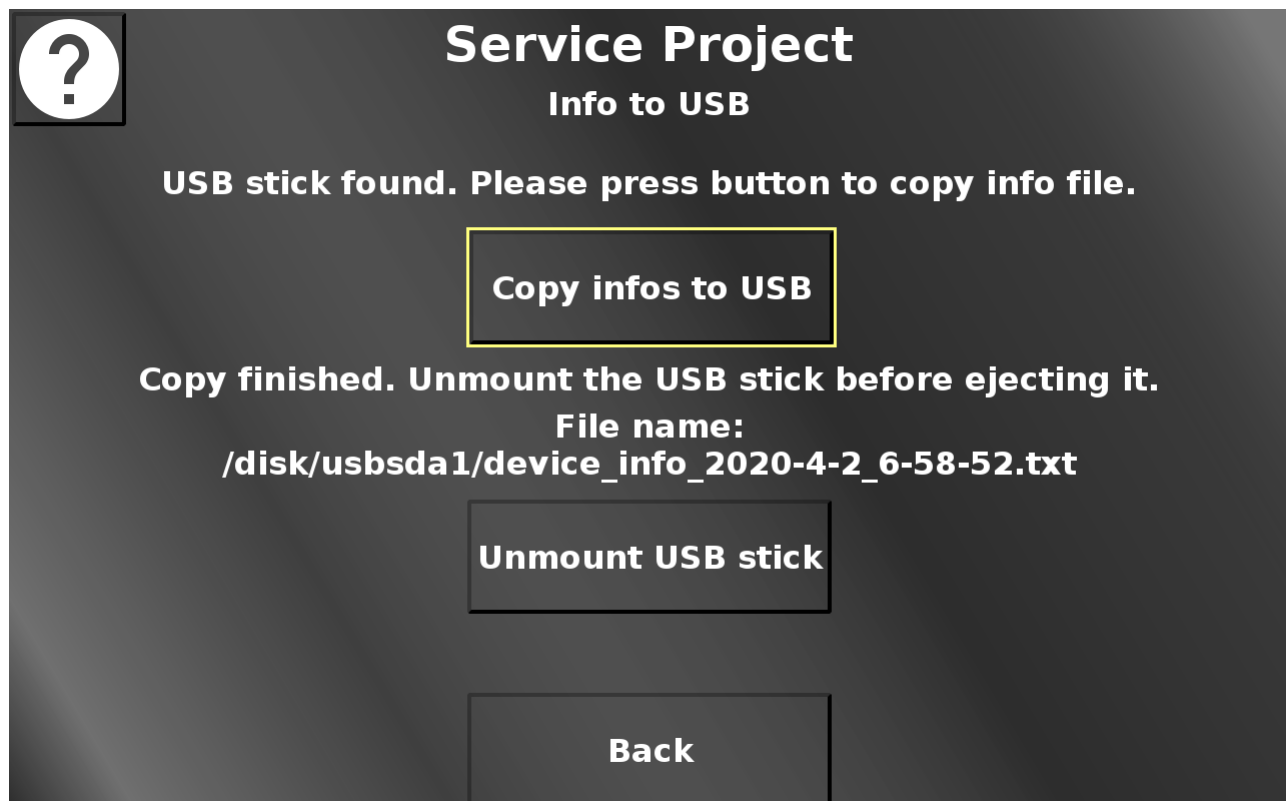 ?
Service Project
Info to USB
USB stick found. Please press button to copy info file.
Copy infos to USB
Copy finished. Unmount the USB stick before ejecting it.
File name:
/disk/usbsda1/device_info_2020-4-2_6-58-52.txt
Unmount USB stick
Back